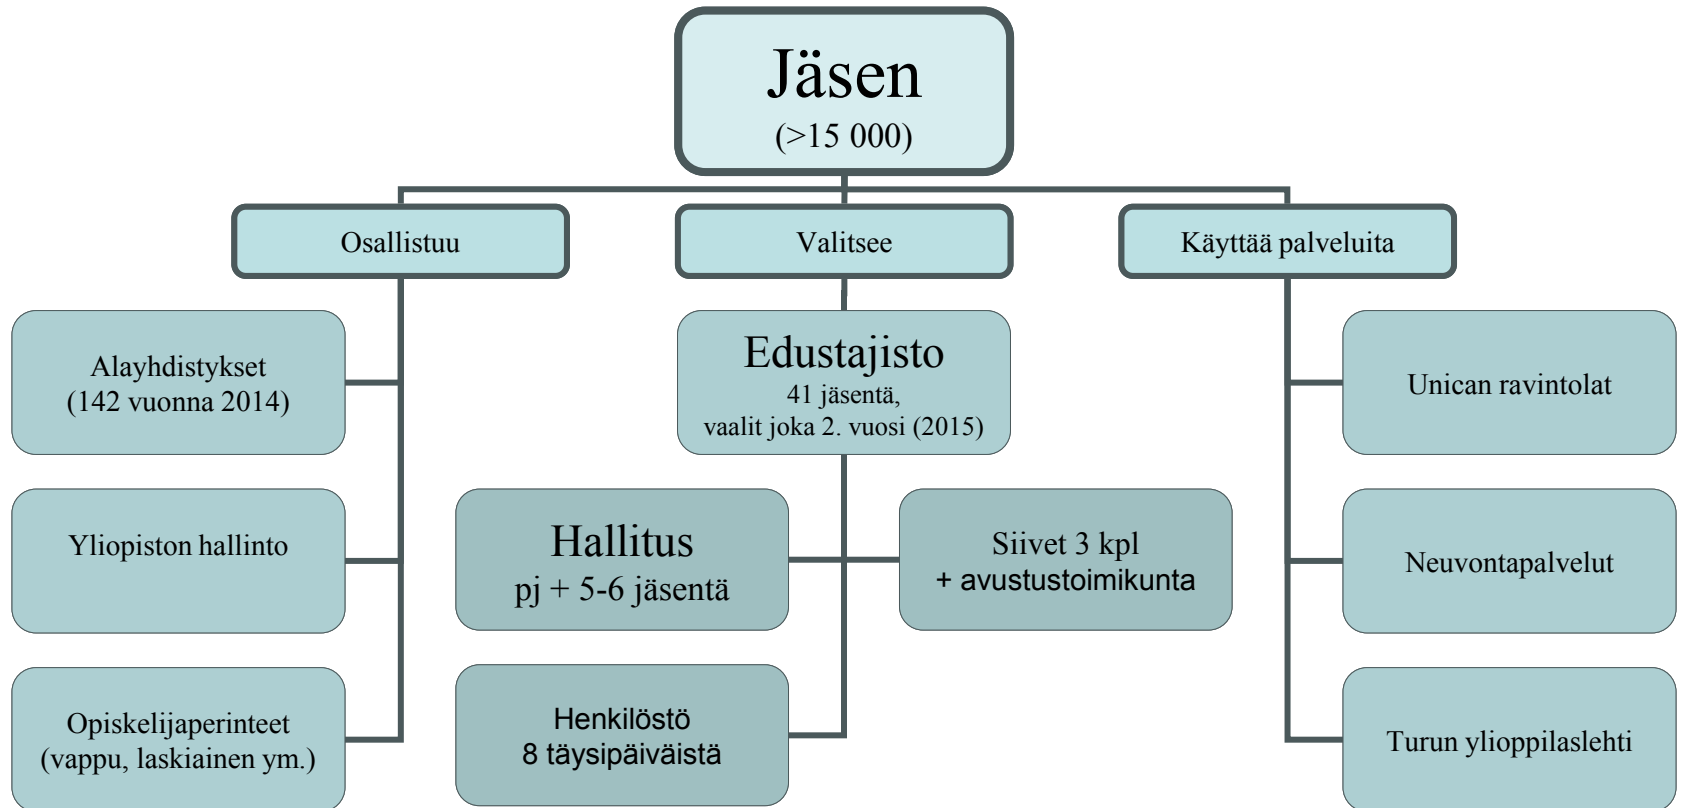 Jäsen
(>15 000)
Osallistuu
Valitsee
Käyttää palveluita
Alayhdistykset
(142 vuonna 2014)
Edustajisto
41 jäsentä,
vaalit joka 2. vuosi (2015)
Unican ravintolat
Yliopiston hallinto
Hallitus
pj + 5-6 jäsentä
Siivet 3 kpl
+ avustustoimikunta
Neuvontapalvelut
Opiskelijaperinteet
(vappu, laskiainen ym.)
Henkilöstö
8 täysipäiväistä
Turun ylioppilaslehti